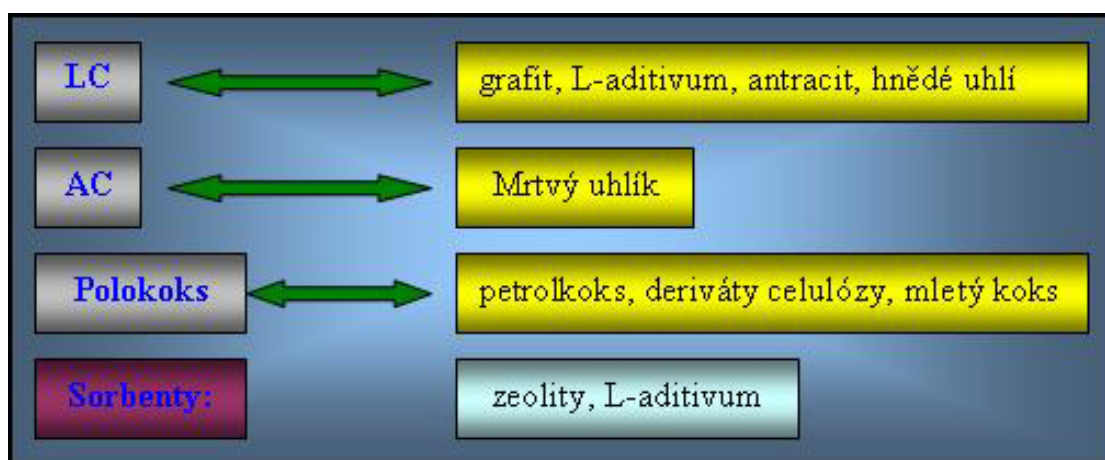 LC
grafit, L-aditivum, antracit, hnědé uhlí
AC
Mrtvý uhlík
Polokoks
petrolkoks, deriváty celulózy, mletý koks
Sorbenty:
zeolity, L-aditivum